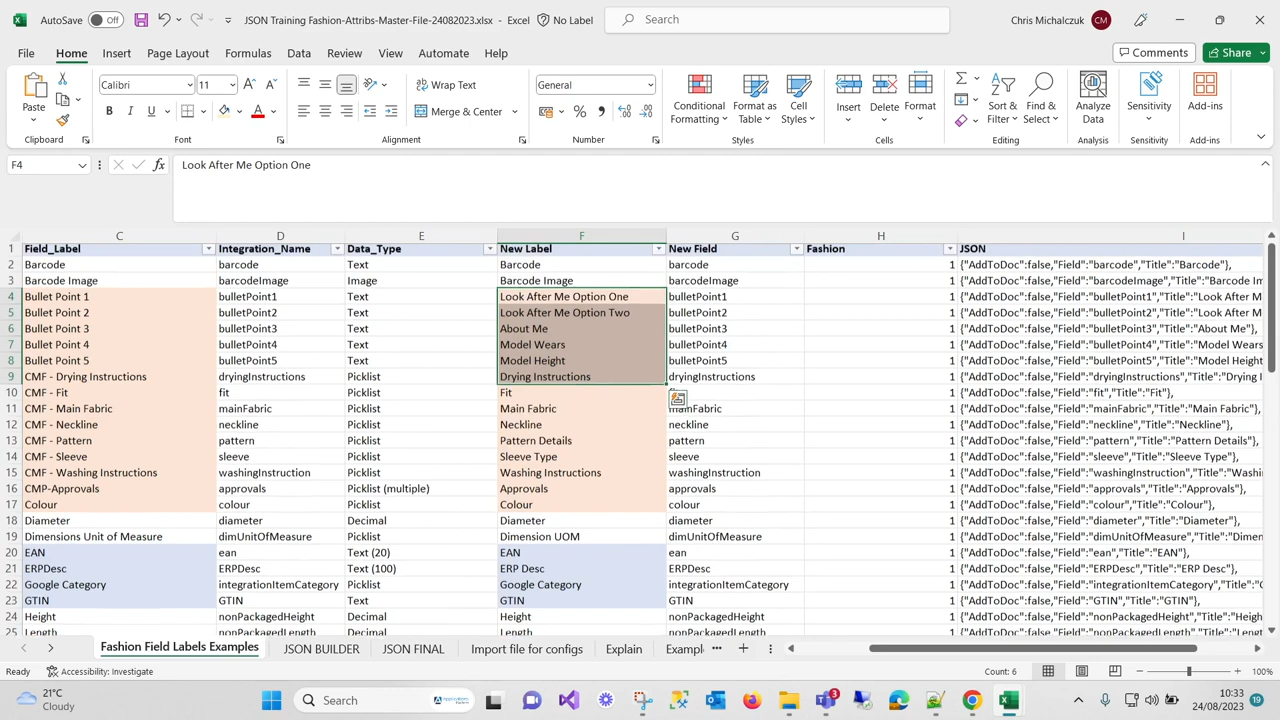 AutoSave Off JSON Training Fashion-Attribs-Master-File-24082023.xlsx - Excel No Label Search Chris Michalczuk CM
File Home Insert Page Layout Formulas Data Review View Automate Help Comments Share
Paste Calibri 11 Wrap Text General Conditional Formatting Format as Table Cell Styles Insert Delete Format Sort & Filter Find & Select Analyze Data Sensitivity Add-ins
B I U A Merge & Center
Clipboard Font Alignment Number Styles Cells Editing Analysis Sensitivity Add-ins
F4 fx Look After Me Option One
C D E F G H I
1 Field_Label Integration_Name Data_Type New Label New Field Fashion JSON
2 Barcode barcode Text Barcode barcode 1 {"AddToDoc":false,"Field":"barcode","Title":"Barcode"},
3 Barcode Image barcodeImage Image Barcode Image barcodeImage 1 {"AddToDoc":false,"Field":"barcodeImage","Title":"Barcode Im
4 Bullet Point 1 bulletPoint1 Text Look After Me Option One bulletPoint1 1 {"AddToDoc":false,"Field":"bulletPoint1","Title":"Look After M
5 Bullet Point 2 bulletPoint2 Text Look After Me Option Two bulletPoint2 1 {"AddToDoc":false,"Field":"bulletPoint2","Title":"Look After M
6 Bullet Point 3 bulletPoint3 Text About Me bulletPoint3 1 {"AddToDoc":false,"Field":"bulletPoint3","Title":"About Me"},
7 Bullet Point 4 bulletPoint4 Text Model Wears bulletPoint4 1 {"AddToDoc":false,"Field":"bulletPoint4","Title":"Model Wears
8 Bullet Point 5 bulletPoint5 Text Model Height bulletPoint5 1 {"AddToDoc":false,"Field":"bulletPoint5","Title":"Model Height
9 CMF - Drying Instructions dryingInstructions Picklist Drying Instructions dryingInstructions 1 {"AddToDoc":false,"Field":"dryingInstructions","Title":"Drying I
10 CMF - Fit fit Picklist Fit 1 {"AddToDoc":false,"Field":"fit","Title":"Fit"},
11 CMF - Main Fabric mainFabric Picklist Main Fabric mainFabric 1 {"AddToDoc":false,"Field":"mainFabric","Title":"Main Fabric"},
12 CMF - Neckline neckline Picklist Neckline neckline 1 {"AddToDoc":false,"Field":"neckline","Title":"Neckline"},
13 CMF - Pattern pattern Picklist Pattern Details pattern 1 {"AddToDoc":false,"Field":"pattern","Title":"Pattern Details"},
14 CMF - Sleeve sleeve Picklist Sleeve Type sleeve 1 {"AddToDoc":false,"Field":"sleeve","Title":"Sleeve Type"},
15 CMF - Washing Instructions washingInstruction Picklist Washing Instructions washingInstruction 1 {"AddToDoc":false,"Field":"washingInstruction","Title":"Washi
16 CMP-Approvals approvals Picklist (multiple) Approvals approvals 1 {"AddToDoc":false,"Field":"approvals","Title":"Approvals"},
17 Colour colour Picklist Colour colour 1 {"AddToDoc":false,"Field":"colour","Title":"Colour"},
18 Diameter diameter Decimal Diameter diameter 1 {"AddToDoc":false,"Field":"diameter","Title":"Diameter"},
19 Dimensions Unit of Measure dimUnitOfMeasure Picklist Dimension UOM dimUnitOfMeasure 1 {"AddToDoc":false,"Field":"dimUnitOfMeasure","Title":"Dimen
20 EAN ean Text (20) EAN ean 1 {"AddToDoc":false,"Field":"ean","Title":"EAN"},
21 ERPDesc ERPDesc Text (100) ERP Desc ERPDesc 1 {"AddToDoc":false,"Field":"ERPDesc","Title":"ERP Desc"},
22 Google Category integrationItemCategory Picklist Google Category integrationItemCategory 1 {"AddToDoc":false,"Field":"integrationItemCategory","Title":"G
23 GTIN GTIN Text GTIN GTIN 1 {"AddToDoc":false,"Field":"GTIN","Title":"GTIN"},
24 Height nonPackagedHeight Decimal Height nonPackagedHeight 1 {"AddToDoc":false,"Field":"nonPackagedHeight","Title":"Heigh
25 Length nonPackagedLength Decimal Length nonPackagedLength 1 {"AddToDoc":false,"Field":"nonPackagedLength","Title":"Lengt
Fashion Field Labels Examples JSON BUILDER JSON FINAL Import file for configs Explain Exampl
Ready Accessibility: Investigate Count: 6 100%
21°C
Cloudy
Search 3
10:33
24/08/2023 19